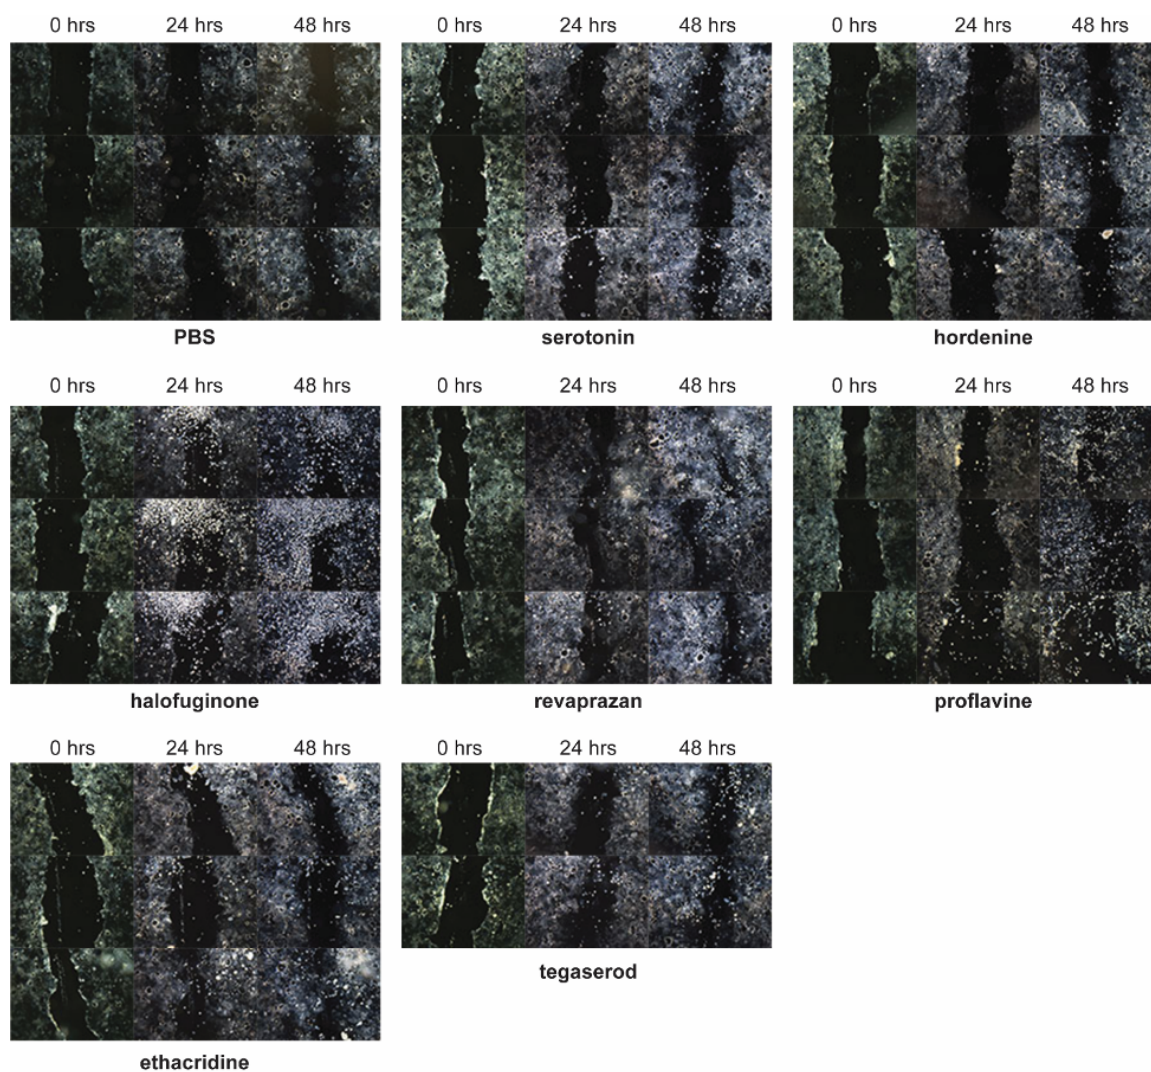 0 hrs 24 hrs 48 hrs 0 hrs 24 hrs 48 hrs 0 hrs 24 hrs 48 hrs
PBS serotonin hordenine
0 hrs 24 hrs 48 hrs 0 hrs 24 hrs 48 hrs 0 hrs 24 hrs 48 hrs
halofuginone revaprazan proflavine
0 hrs 24 hrs 48 hrs 0 hrs 24 hrs 48 hrs
tegaserod
ethacridine